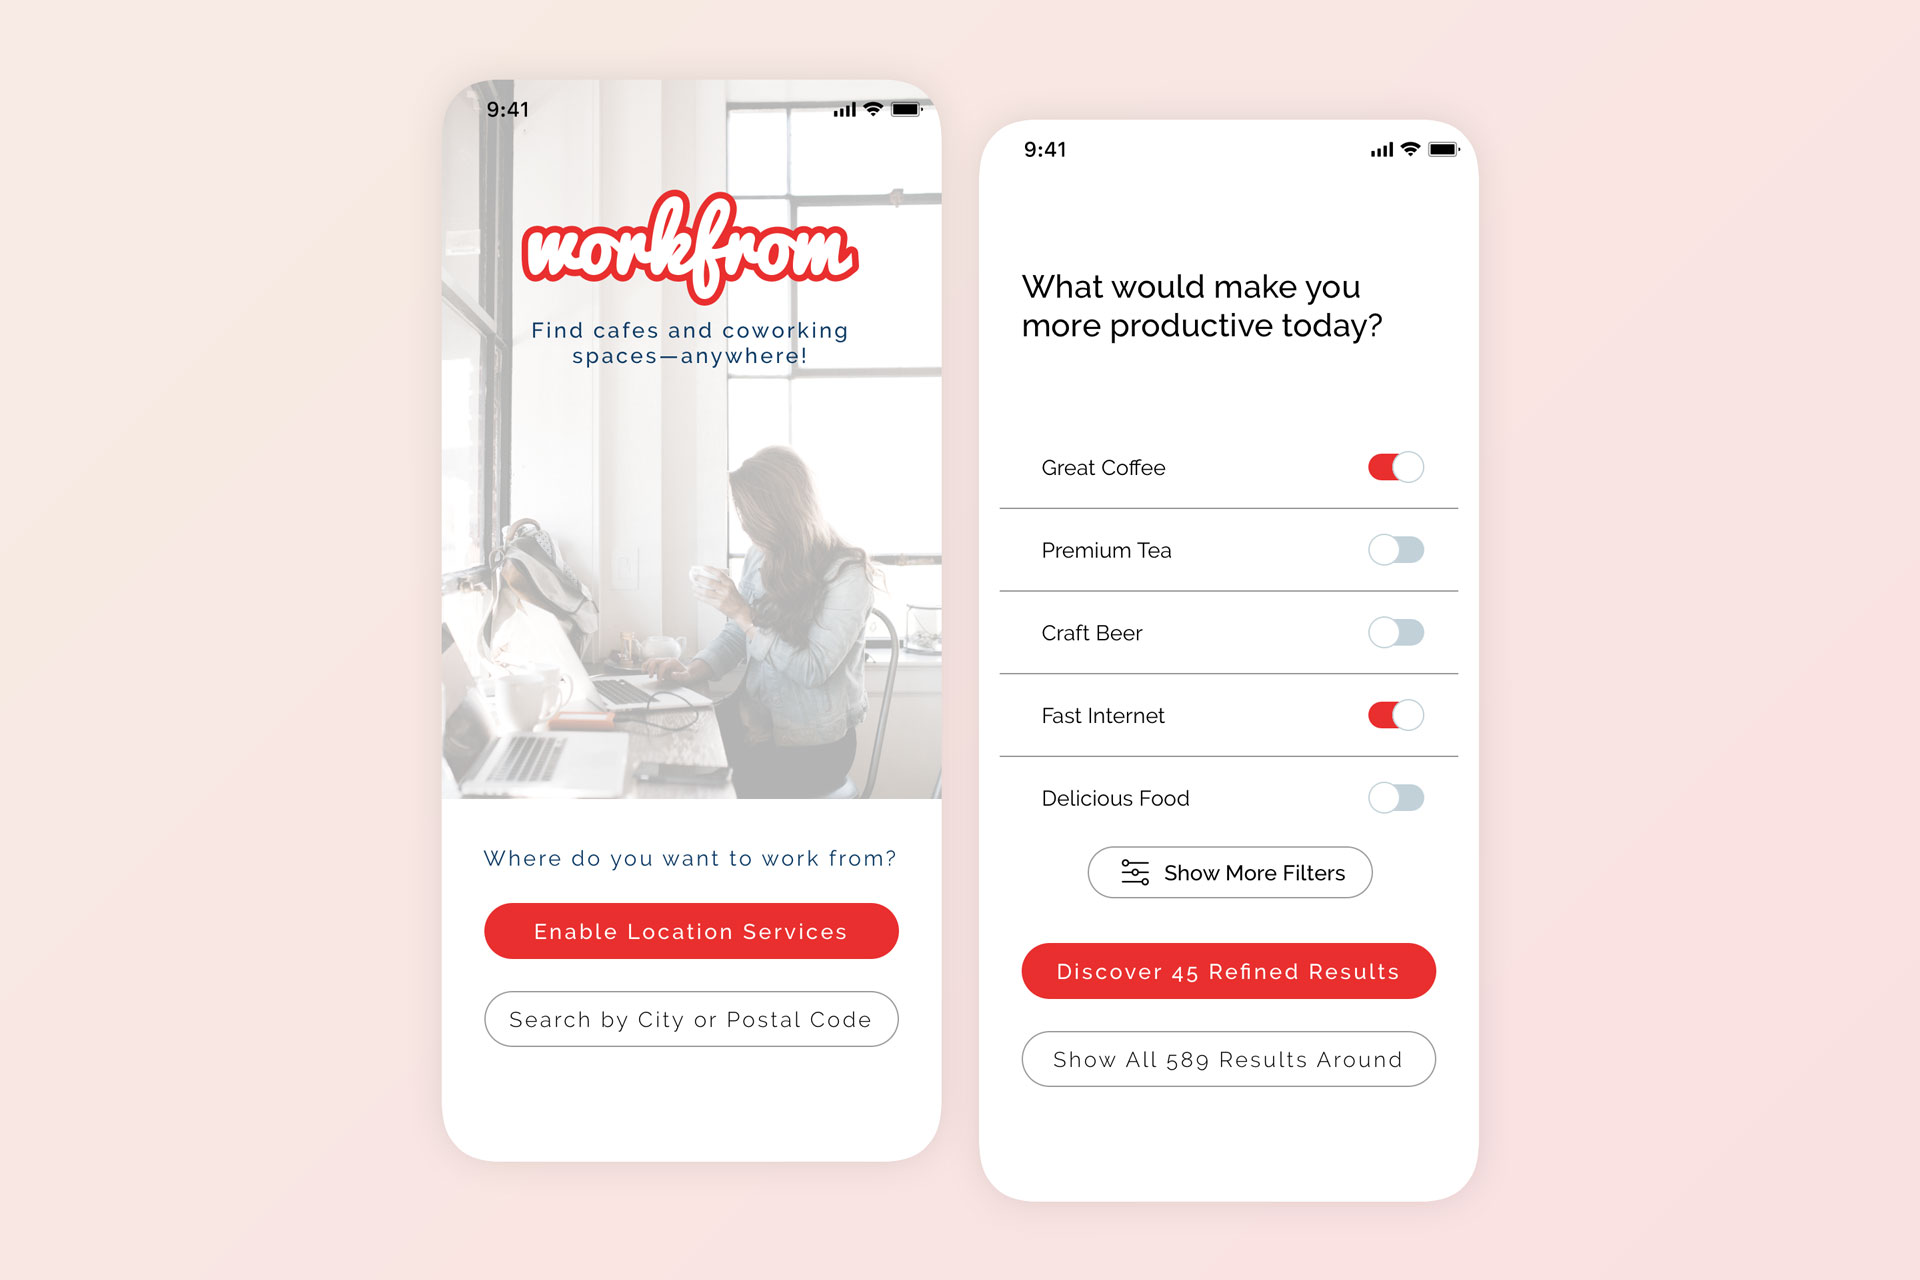 9:41
workfrom
Find cafes and coworking
spaces—anywhere!
Where do you want to work from?
Enable Location Services
Search by City or Postal Code
9:41
What would make you
more productive today?
Great Coffee
Premium Tea
Craft Beer
Fast Internet
Delicious Food
Show More Filters
Discover 45 Refined Results
Show All 589 Results Around